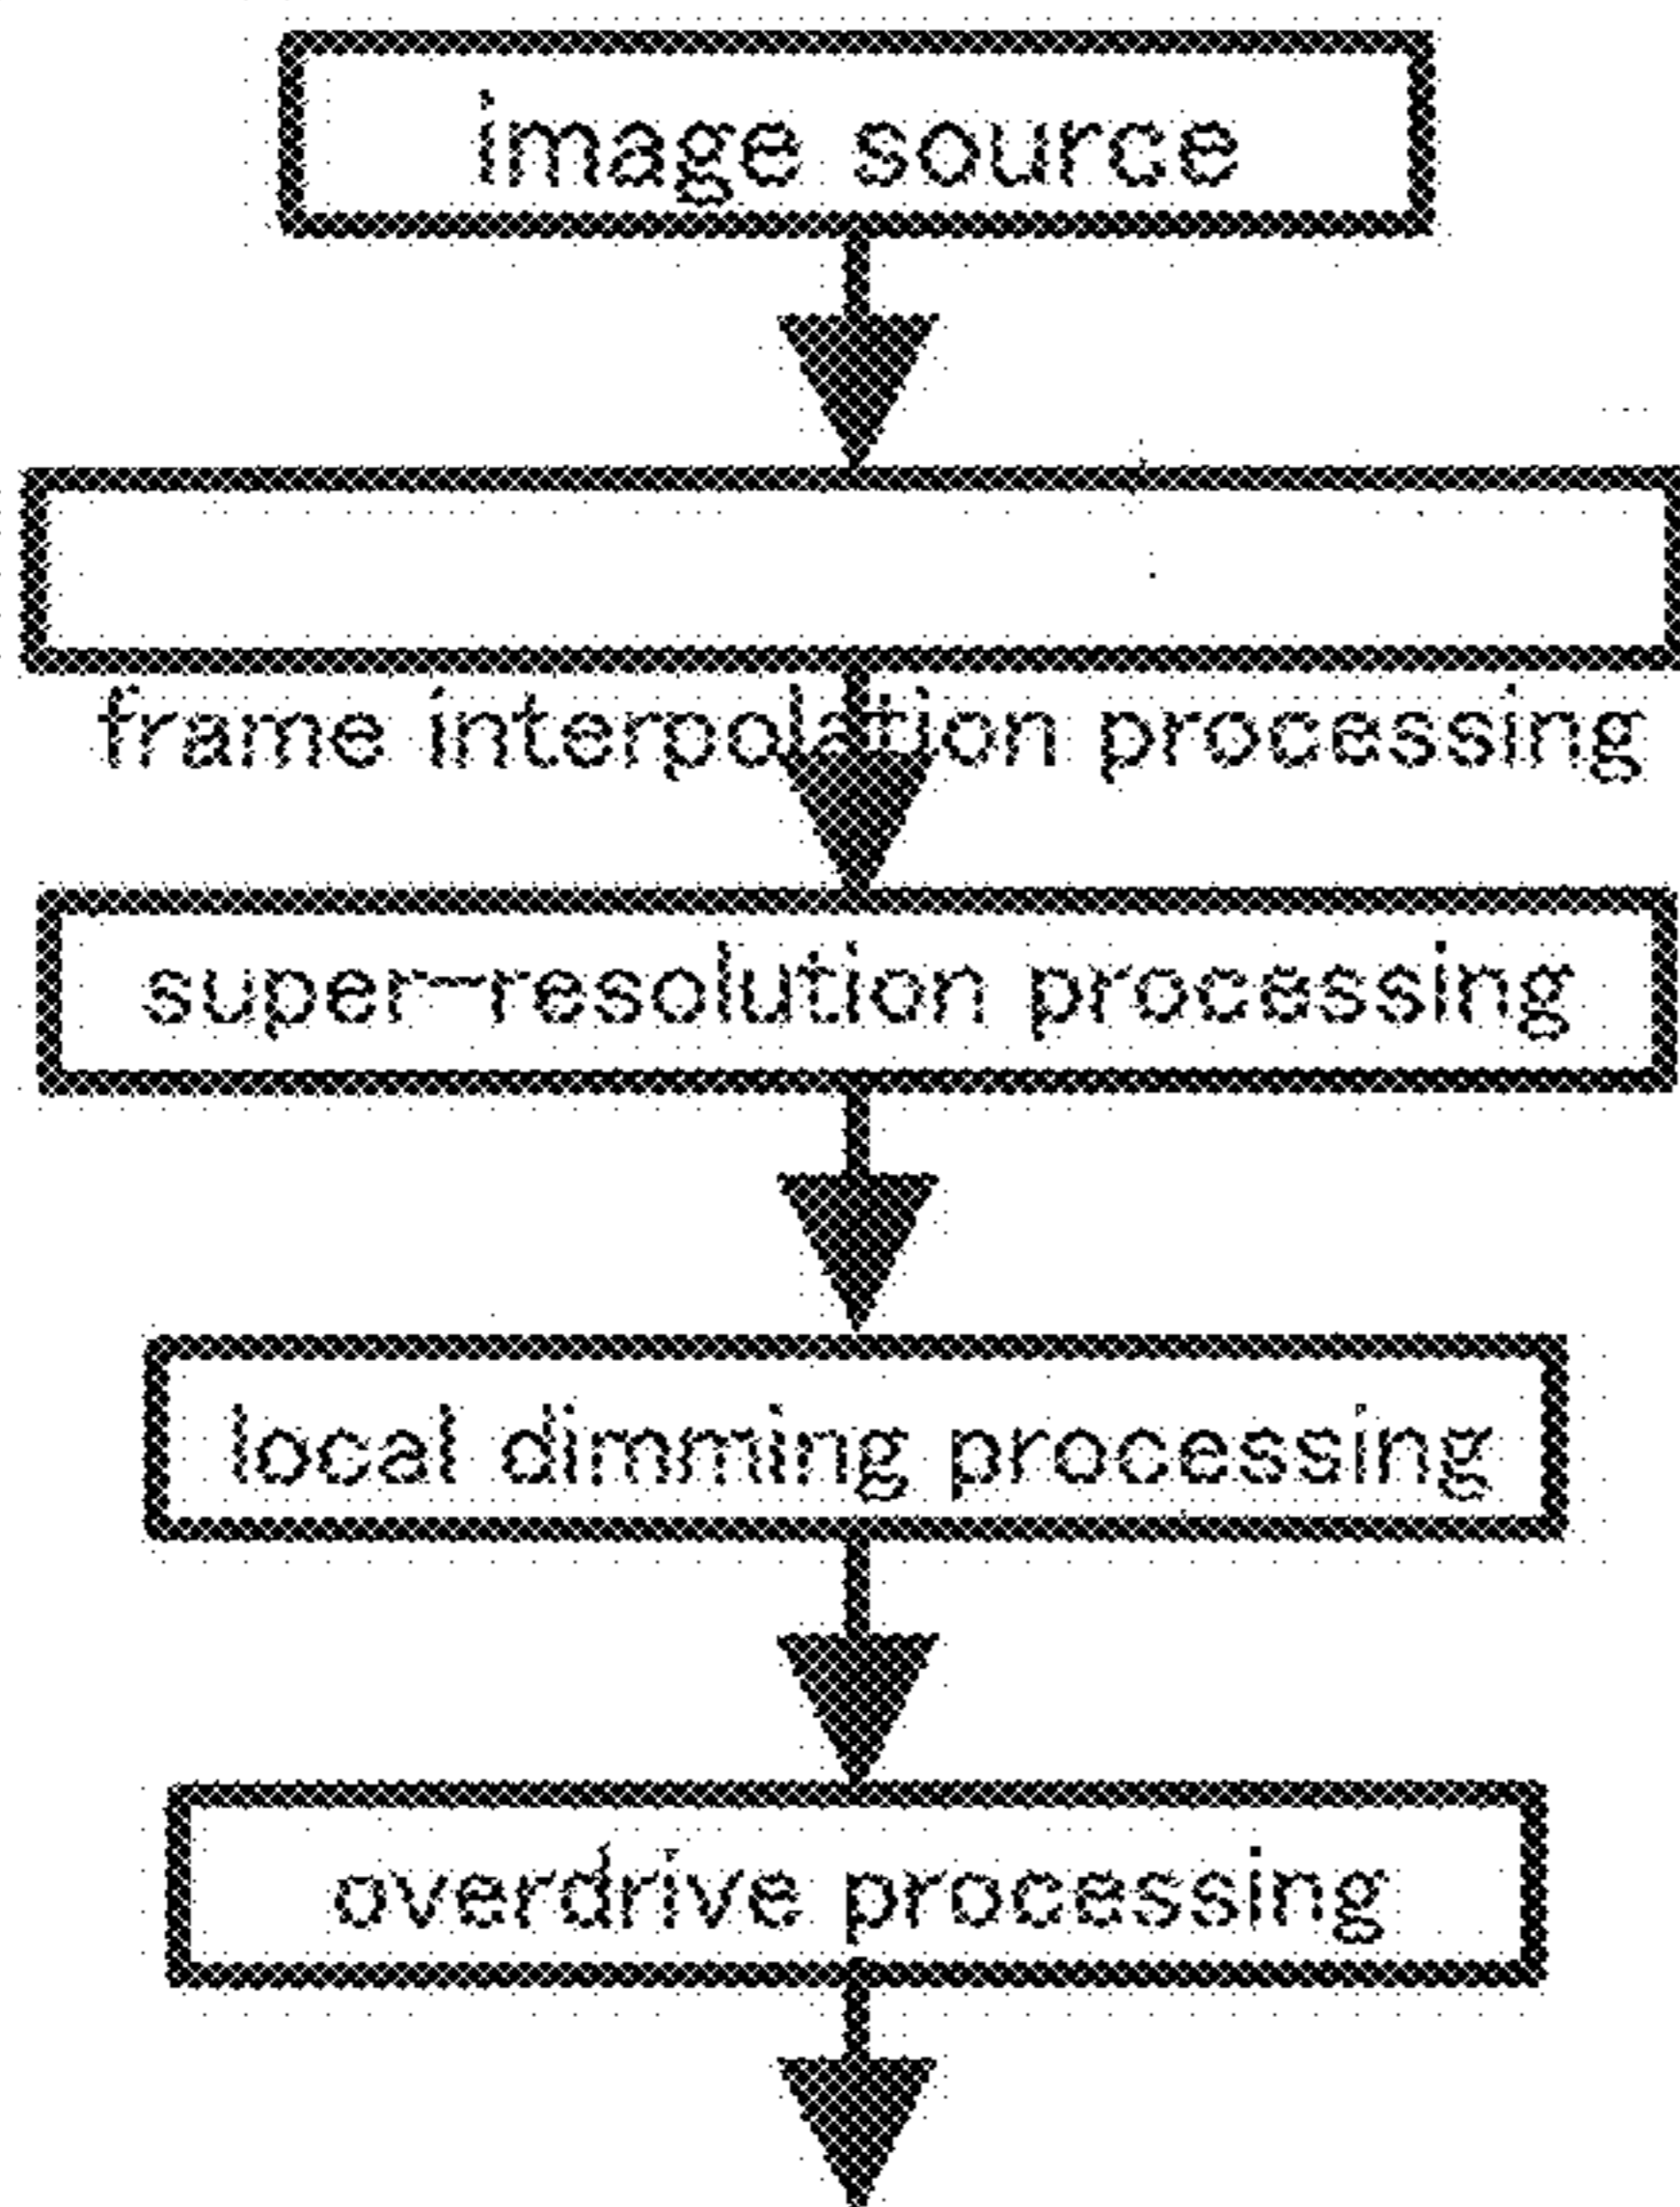 image source
frame interpolation processing
super-resolution processing
local dimming processing
overdrive processing